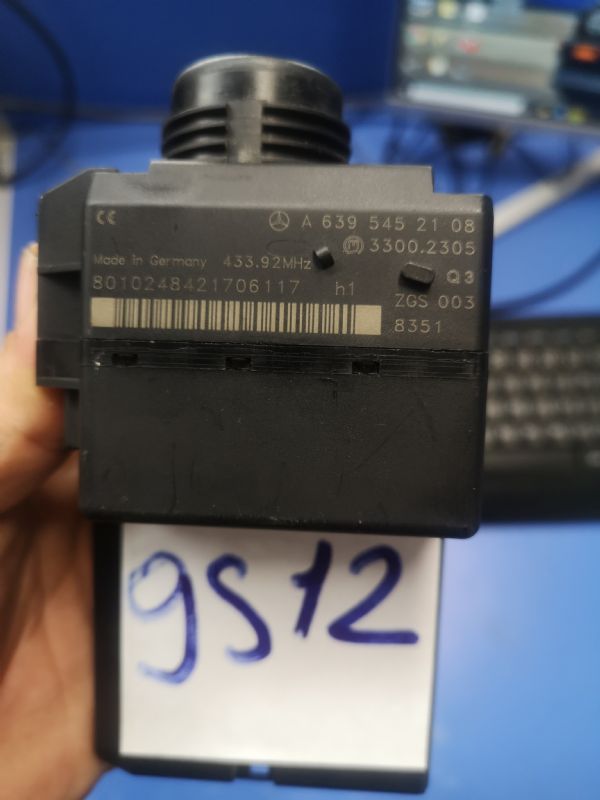 CE A 639 545 21 08
3300.2305
Made in Germany 433.92MHz Q3
8010248421706117 h1 ZGS 003
8351
9S12